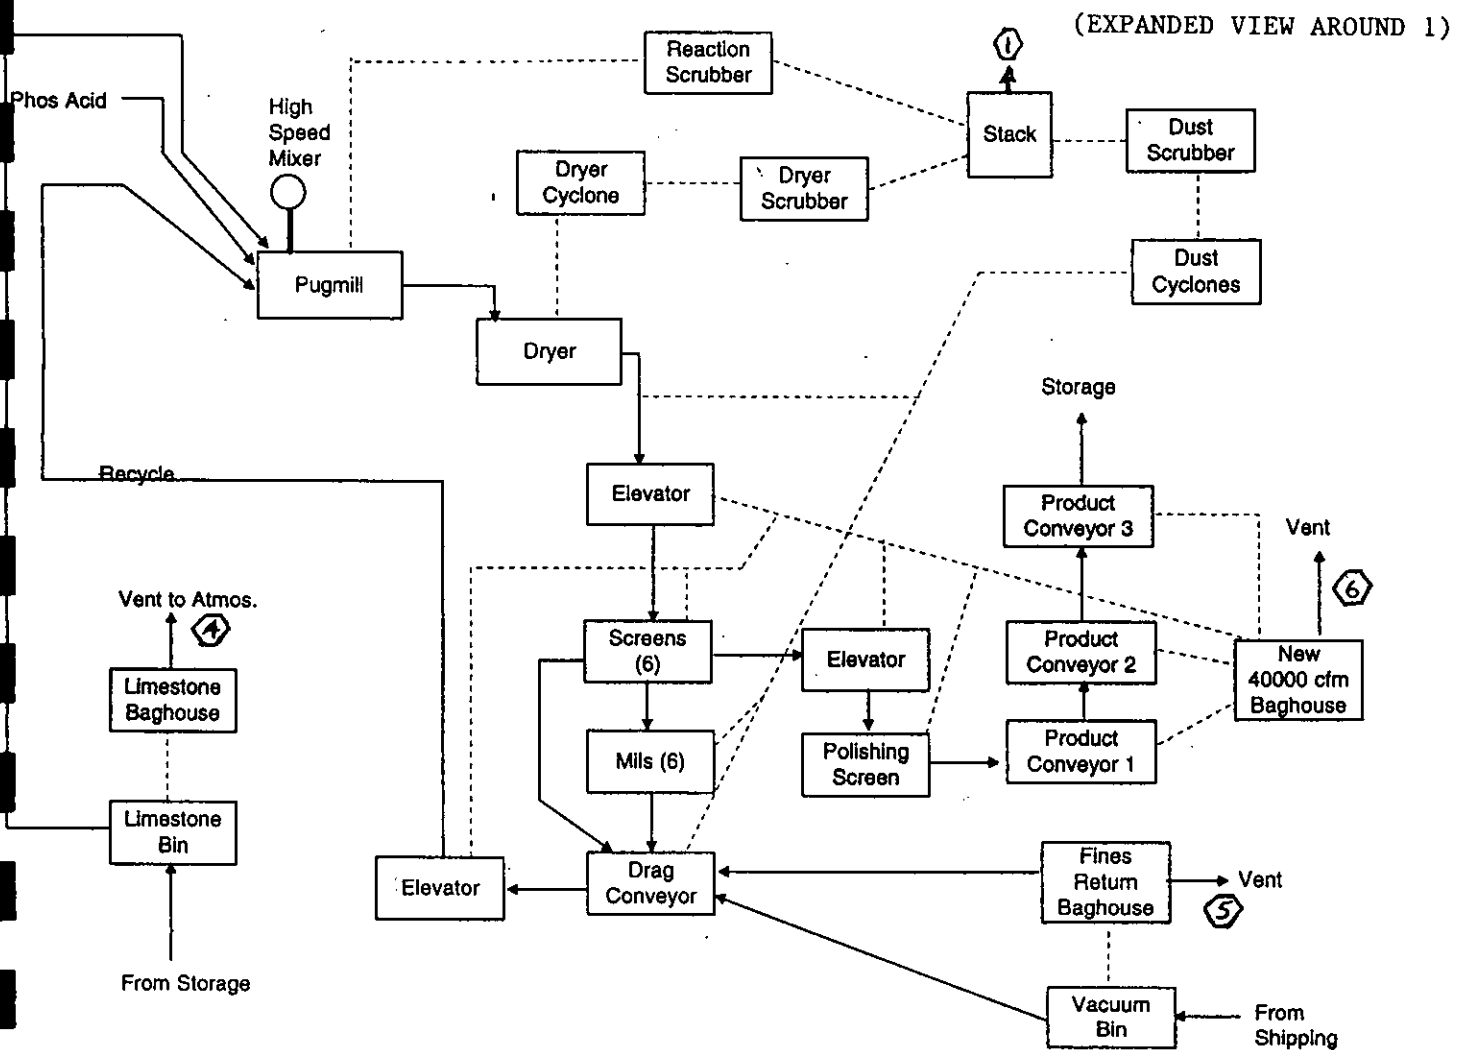 (EXPANDED VIEW AROUND 1)
1
Reaction
Scrubber
Phos Acid
High
Speed
Mixer
Stack
Dust
Scrubber
Dryer
Cyclone
Dryer
Scrubber
Pugmill
Dust
Cyclones
Dryer
Storage
Recycle
Elevator
Product
Conveyor 3
Vent
6
Vent to Atmos.
4
Screens
(6)
Elevator
Product
Conveyor 2
New
40000 cfm
Baghouse
Limestone
Baghouse
Mils (6)
Polishing
Screen
Product
Conveyor 1
Limestone
Bin
Elevator
Drag
Conveyor
Fines
Return
Baghouse
Vent
5
From Storage
Vacuum
Bin
From
Shipping